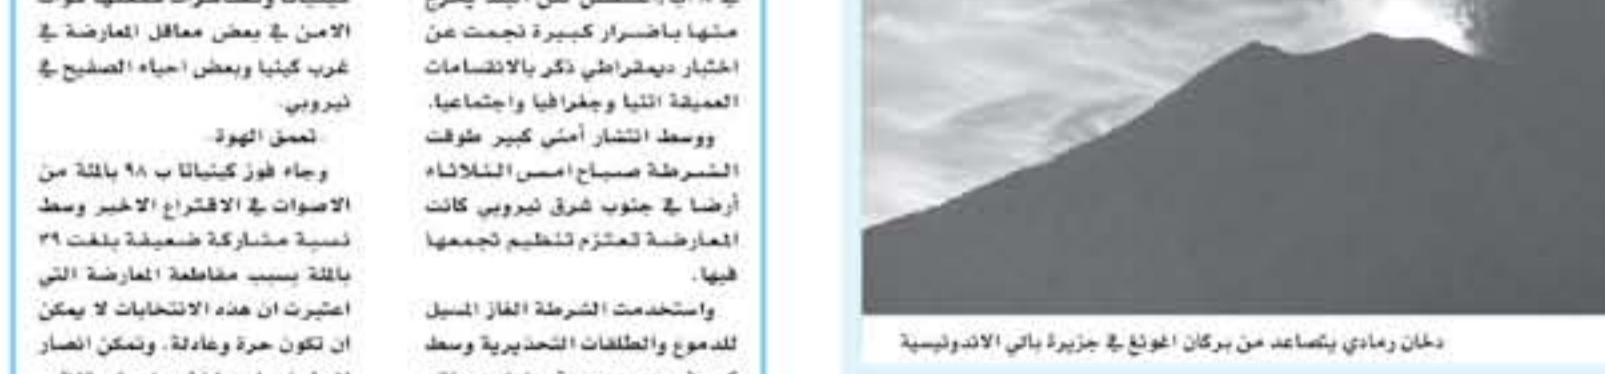 منها باضرار كبيرة نجمت عن
اختبار ديمقراطي ذكر بالانقسامات
العميقة اثنيا وجغرافيا واجتماعيا.
ووسط انتشار أمني كبير طوقت
الشرطة صباح امس الثلاثاء
أرضا في جنوب شرق نيروبي كانت
المعارضة تعتزم تنظيم تجمعها
فيها.
واستخدمت الشرطة الغاز المسيل
للدموع والطلقات التحذيرية وسط
الامن في بعض معاقل المعارضة في
غرب كينيا وبعض احياء الصفيح في
نيروبي.
تعمق الهوة.
وجاء فوز كينياتا ب ٩٨ بالمئة من
الاصوات في الاقتراع الاخير وسط
نسبة مشاركة ضعيفة بلغت ٣٩
بالمئة بسبب مقاطعة المعارضة التي
اعتبرت ان هذه الانتخابات لا يمكن
ان تكون حرة وعادلة. وتمكن انصار
دخان رمادي يتصاعد من بركان اغونغ في جزيرة بالي الاندونيسية